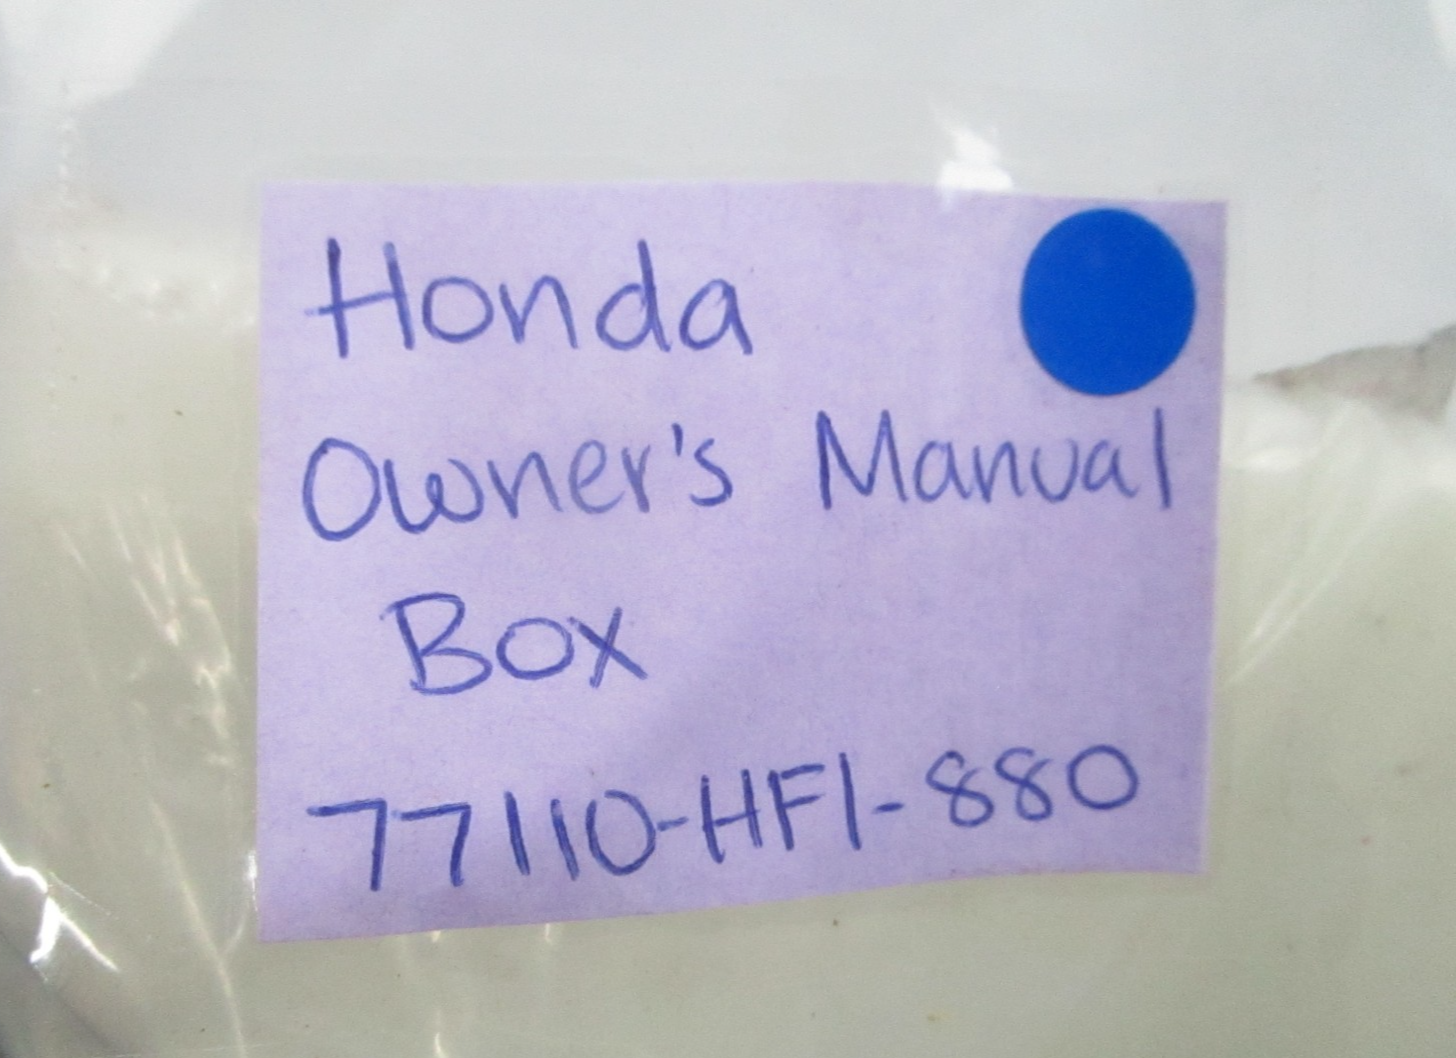 Honda
Owner's Manual
Box
77110-HF1-880